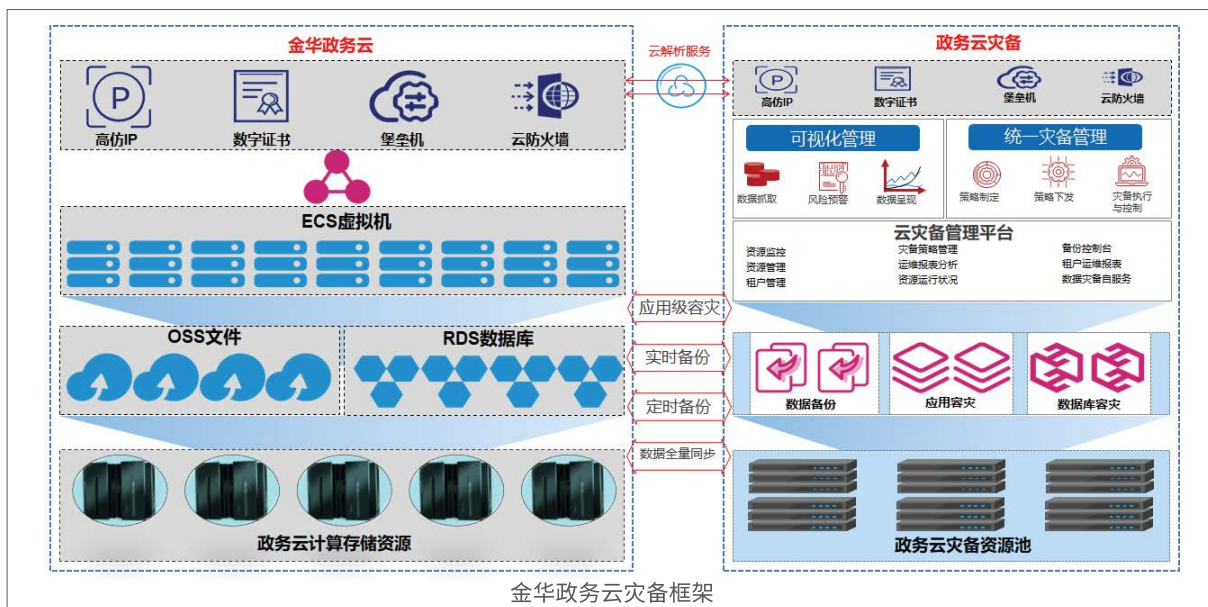 金华政务云
高仿IP
数字证书
堡垒机
云防火墙
ECS虚拟机
OSS文件
RDS数据库
政务云计算存储资源
云解析服务
应用级容灾
实时备份
定时备份
数据全量同步
政务云灾备
高仿IP
数字证书
堡垒机
云防火墙
可视化管理
数据抓取
风险预警
数据呈现
统一灾备管理
策略制定
策略下发
灾备执行
与控制
云灾备管理平台
资源监控
资源管理
租户管理
灾备策略管理
运维报表分析
资源运行状况
备份控制台
租户运维报表
数据灾备自服务
数据备份
应用容灾
数据库容灾
政务云灾备资源池
金华政务云灾备框架